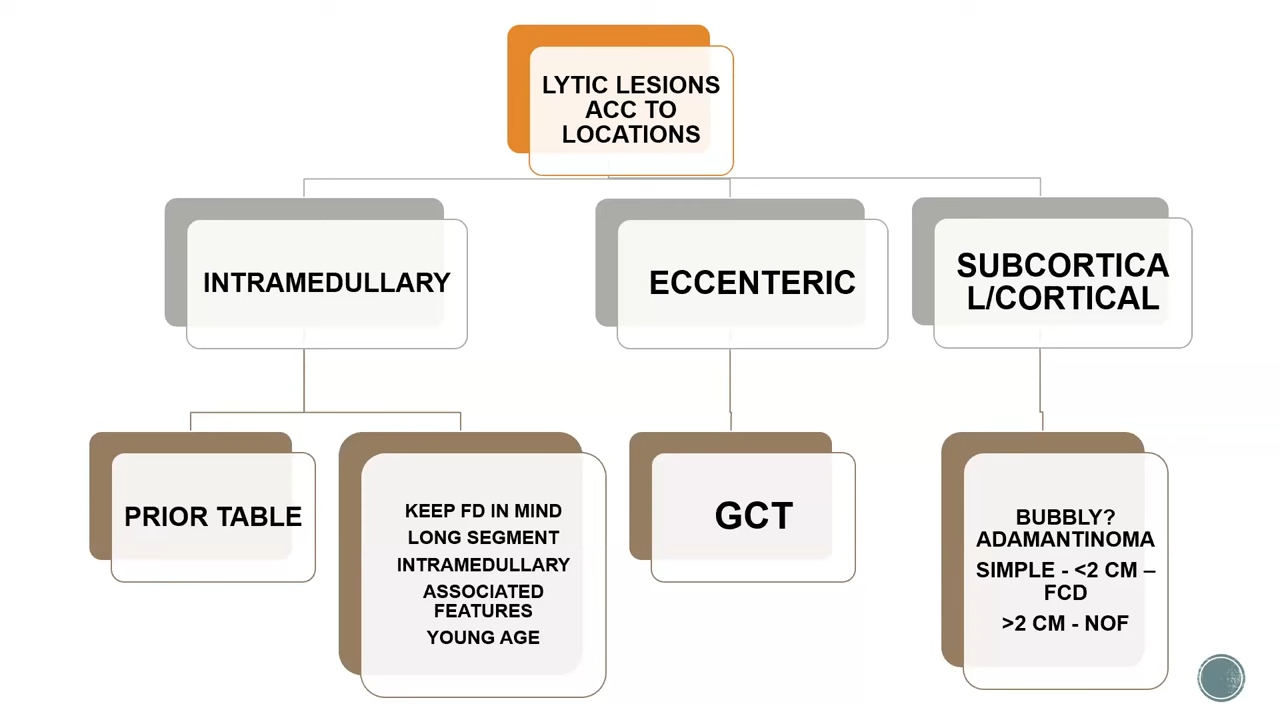 LYTIC LESIONS
ACC TO
LOCATIONS
INTRAMEDULLARY
ECCENTERIC
SUBCORTICA
L/CORTICAL
PRIOR TABLE
KEEP FD IN MIND
LONG SEGMENT
INTRAMEDULLARY
ASSOCIATED
FEATURES
YOUNG AGE
GCT
BUBBLY?
ADAMANTINOMA
SIMPLE - <2 CM –
FCD
>2 CM - NOF